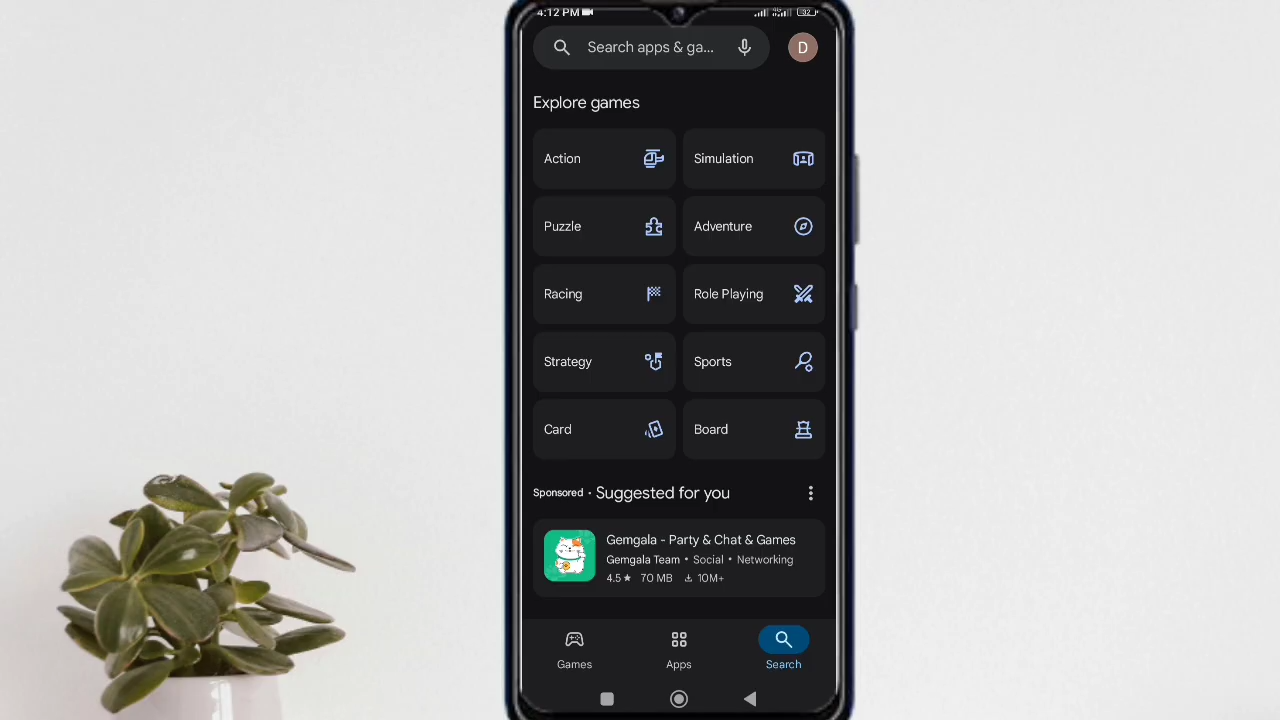 4:12 PM
92
Search apps & ga...
D
Explore games
Action
Simulation
Puzzle
Adventure
Racing
Role Playing
Strategy
Sports
Card
Board
Sponsored · Suggested for you
Gemgala - Party & Chat & Games
Gemgala Team • Social • Networking
4.5★ 70 MB 10M+
Games
Apps
Search